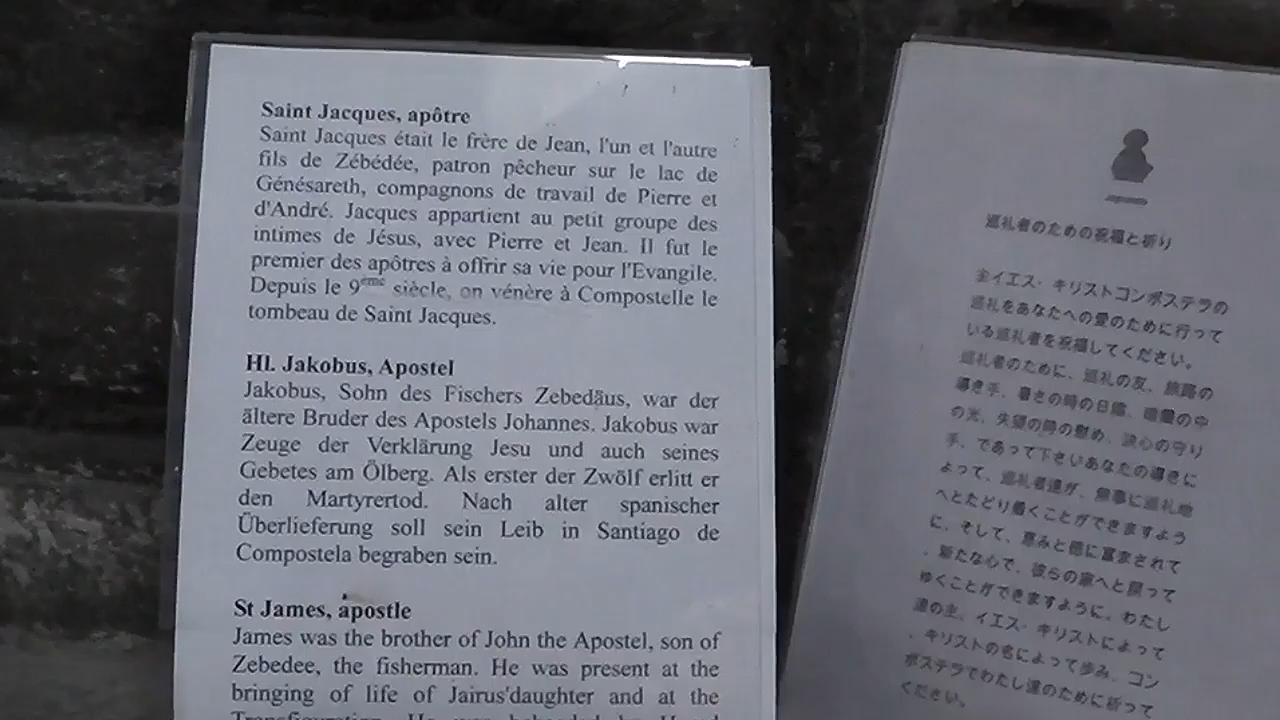 Saint Jacques, apôtre
Saint Jacques était le frère de Jean, l'un et l'autre
fils de Zébédée, patron pêcheur sur le lac de
Génésareth, compagnons de travail de Pierre et
d'André. Jacques appartient au petit groupe des
intimes de Jésus, avec Pierre et Jean. Il fut le
premier des apôtres à offrir sa vie pour l'Evangile.
Depuis le 9ème siècle, on vénère à Compostelle le
tombeau de Saint Jacques.
Hl. Jakobus, Apostel
Jakobus, Sohn des Fischers Zebedäus, war der
ältere Bruder des Apostels Johannes. Jakobus war
Zeuge der Verklärung Jesu und auch seines
Gebetes am Ölberg. Als erster der Zwölf erlitt er
den Martyrertod. Nach alter spanischer
Überlieferung soll sein Leib in Santiago de
Compostela begraben sein.
St James, apostle
James was the brother of John the Apostel, son of
Zebedee, the fisherman. He was present at the
bringing of life of Jairus'daughter and at the
Transfiguration. He was beheaded by
巡礼者のための祝福と祈り
主イエス・キリストコンポステラの
巡礼をあなたへの愛のために行って
いる巡礼者を祝福してください。
巡礼者のために、巡礼の友、旅路の
導き手、暑さの時の日陰、暗闇の中
の光、失望の時の慰め、決心の守り
手、であって下さいあなたの導きに
よって、巡礼者達が、無事に巡礼地
へとたどり着くことができますよう
に、そして、恵みと徳に富まされて
、新たな心で、彼らの家へと戻って
ゆくことができますように。わたし
達の主、イエス・キリストによって
、キリストの名によって歩み、コン
ポステラでわたし達のために祈って
ください。